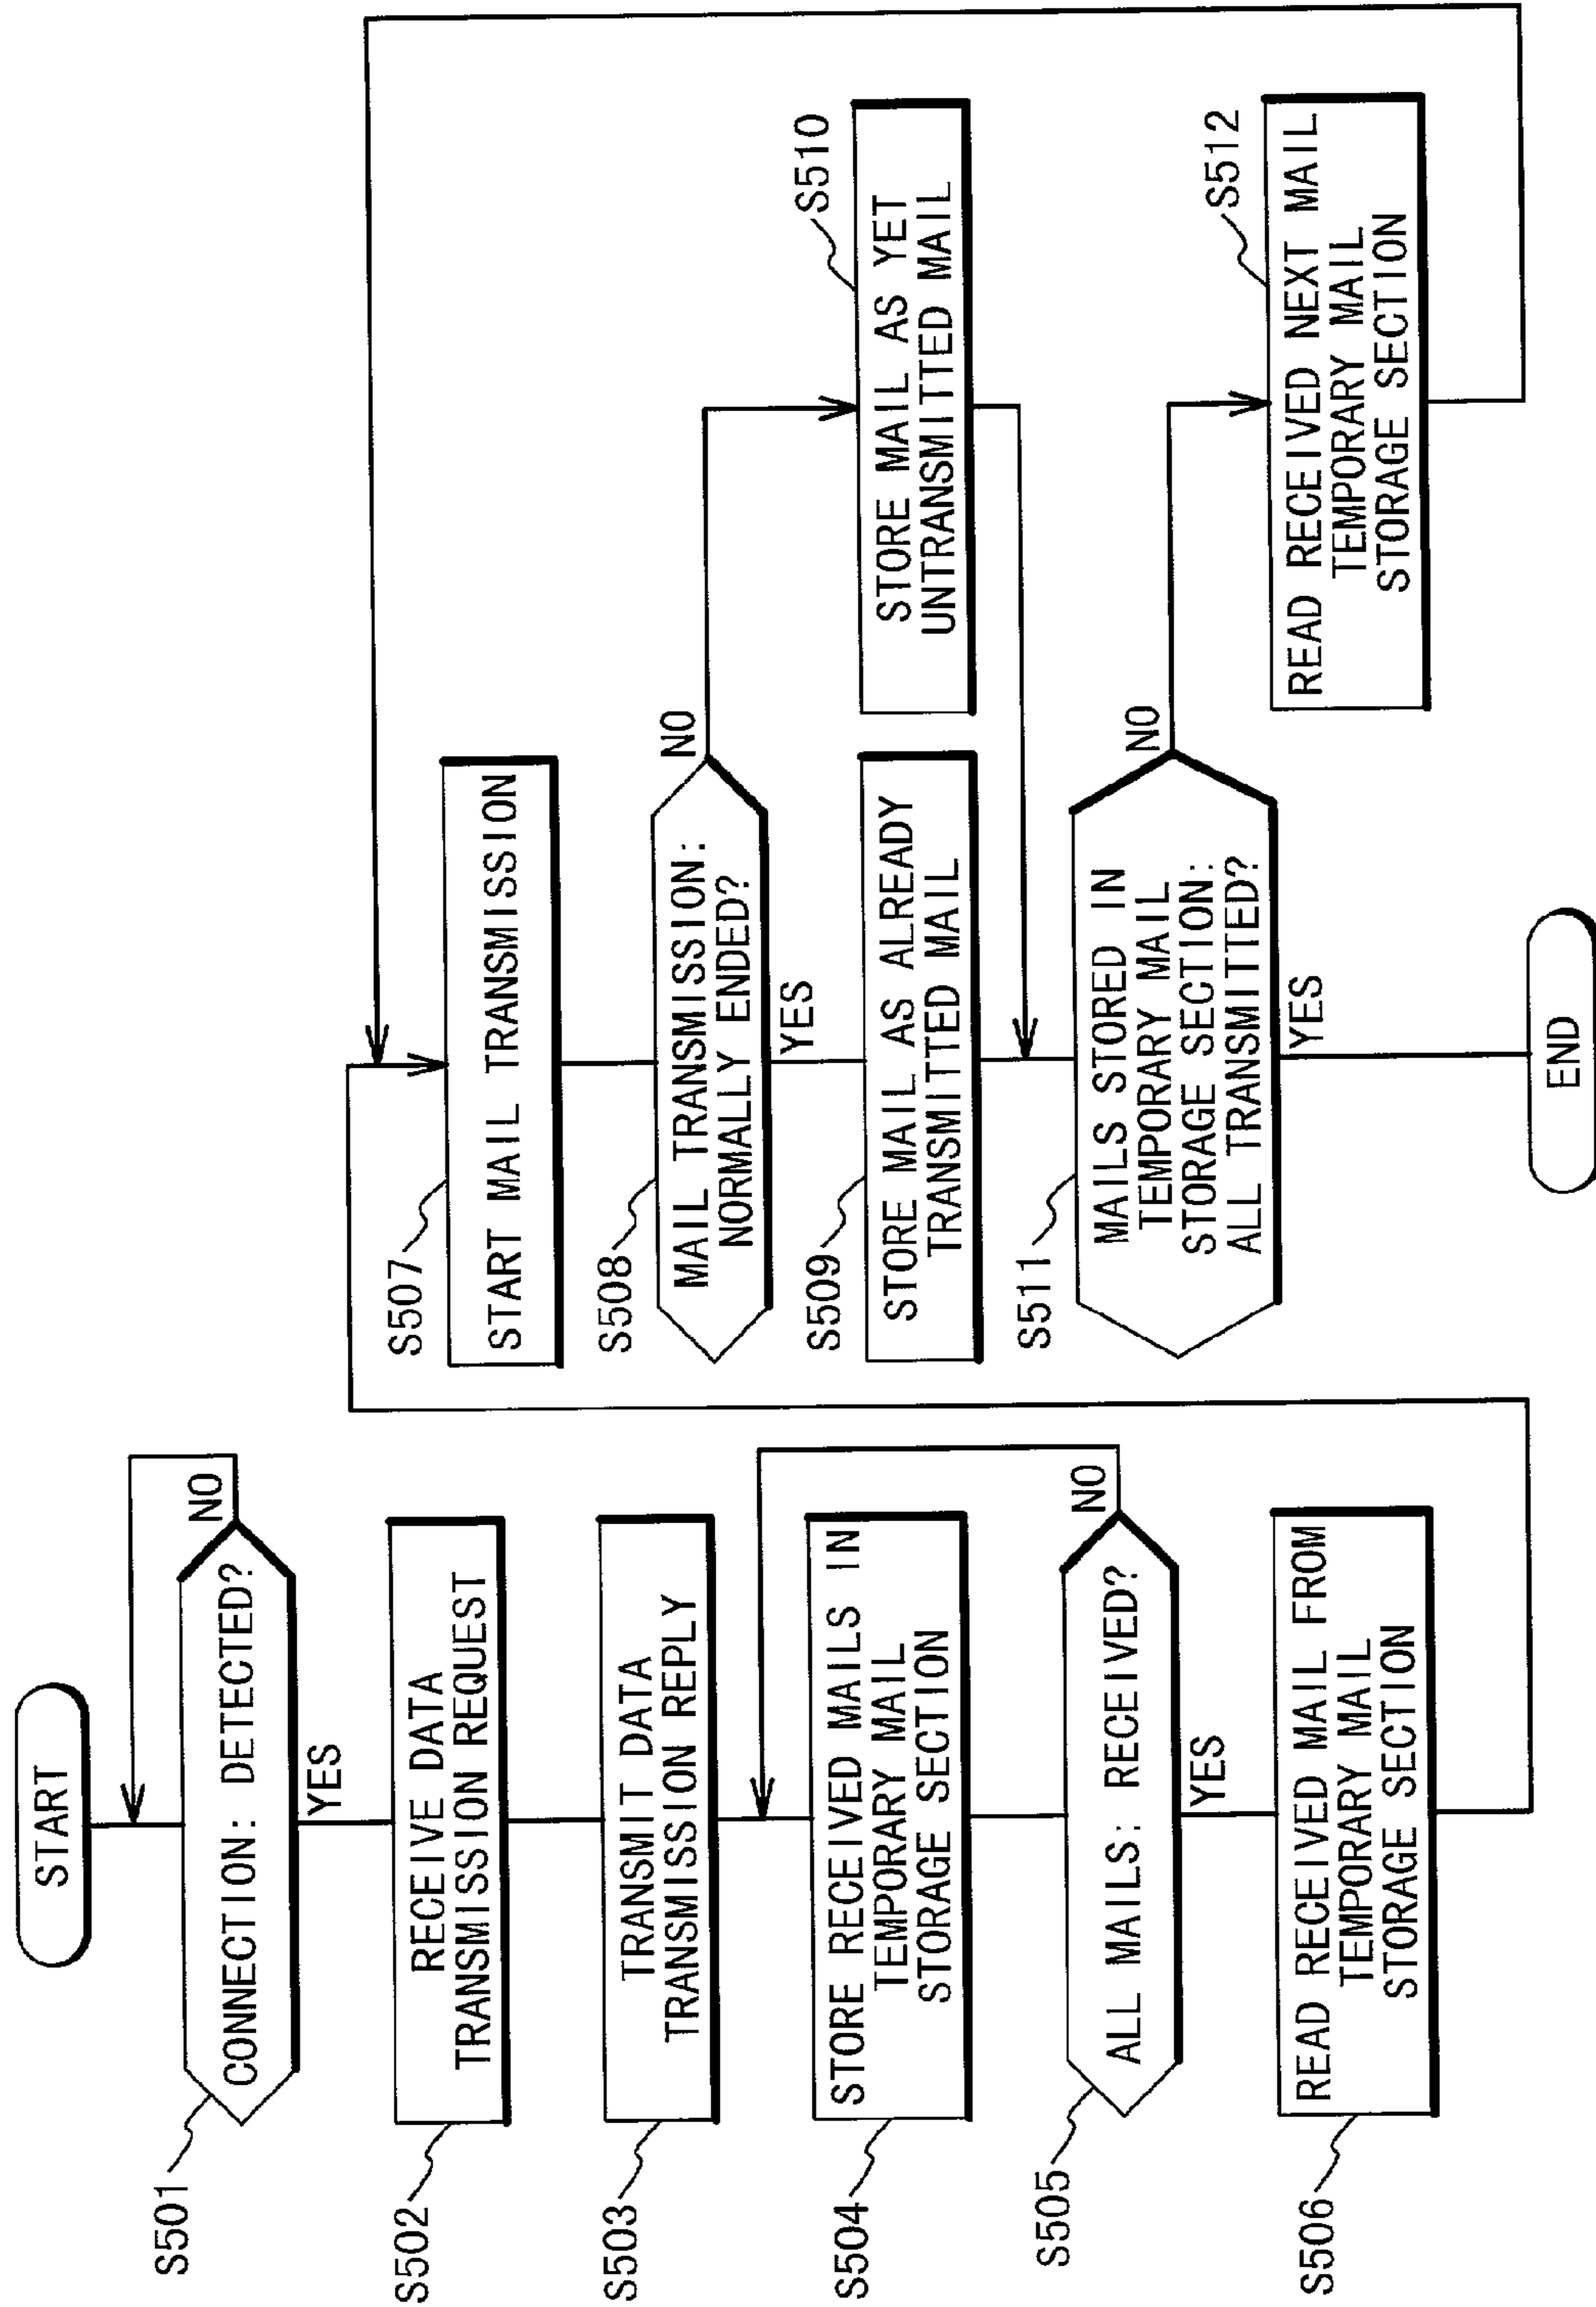 START
S501
CONNECTION: DETECTED?
NO
YES
S502
RECEIVE DATA
TRANSMISSION REQUEST
S503
TRANSMIT DATA
TRANSMISSION REPLY
S504
STORE RECEIVED MAILS IN
TEMPORARY MAIL
STORAGE SECTION
S505
ALL MAILS: RECEIVED?
NO
YES
S506
READ RECEIVED MAIL FROM
TEMPORARY MAIL
STORAGE SECTION
S507
START MAIL TRANSMISSION
S508
MAIL TRANSMISSION:
NORMALLY ENDED?
NO
YES
S509
STORE MAIL AS ALREADY
TRANSMITTED MAIL
S510
STORE MAIL AS YET
UNTRANSMITTED MAIL
S511
MAILS STORED IN
TEMPORARY MAIL
STORAGE SECTION:
ALL TRANSMITTED?
NO
YES
S512
READ RECEIVED NEXT MAIL
TEMPORARY MAIL
STORAGE SECTION
END